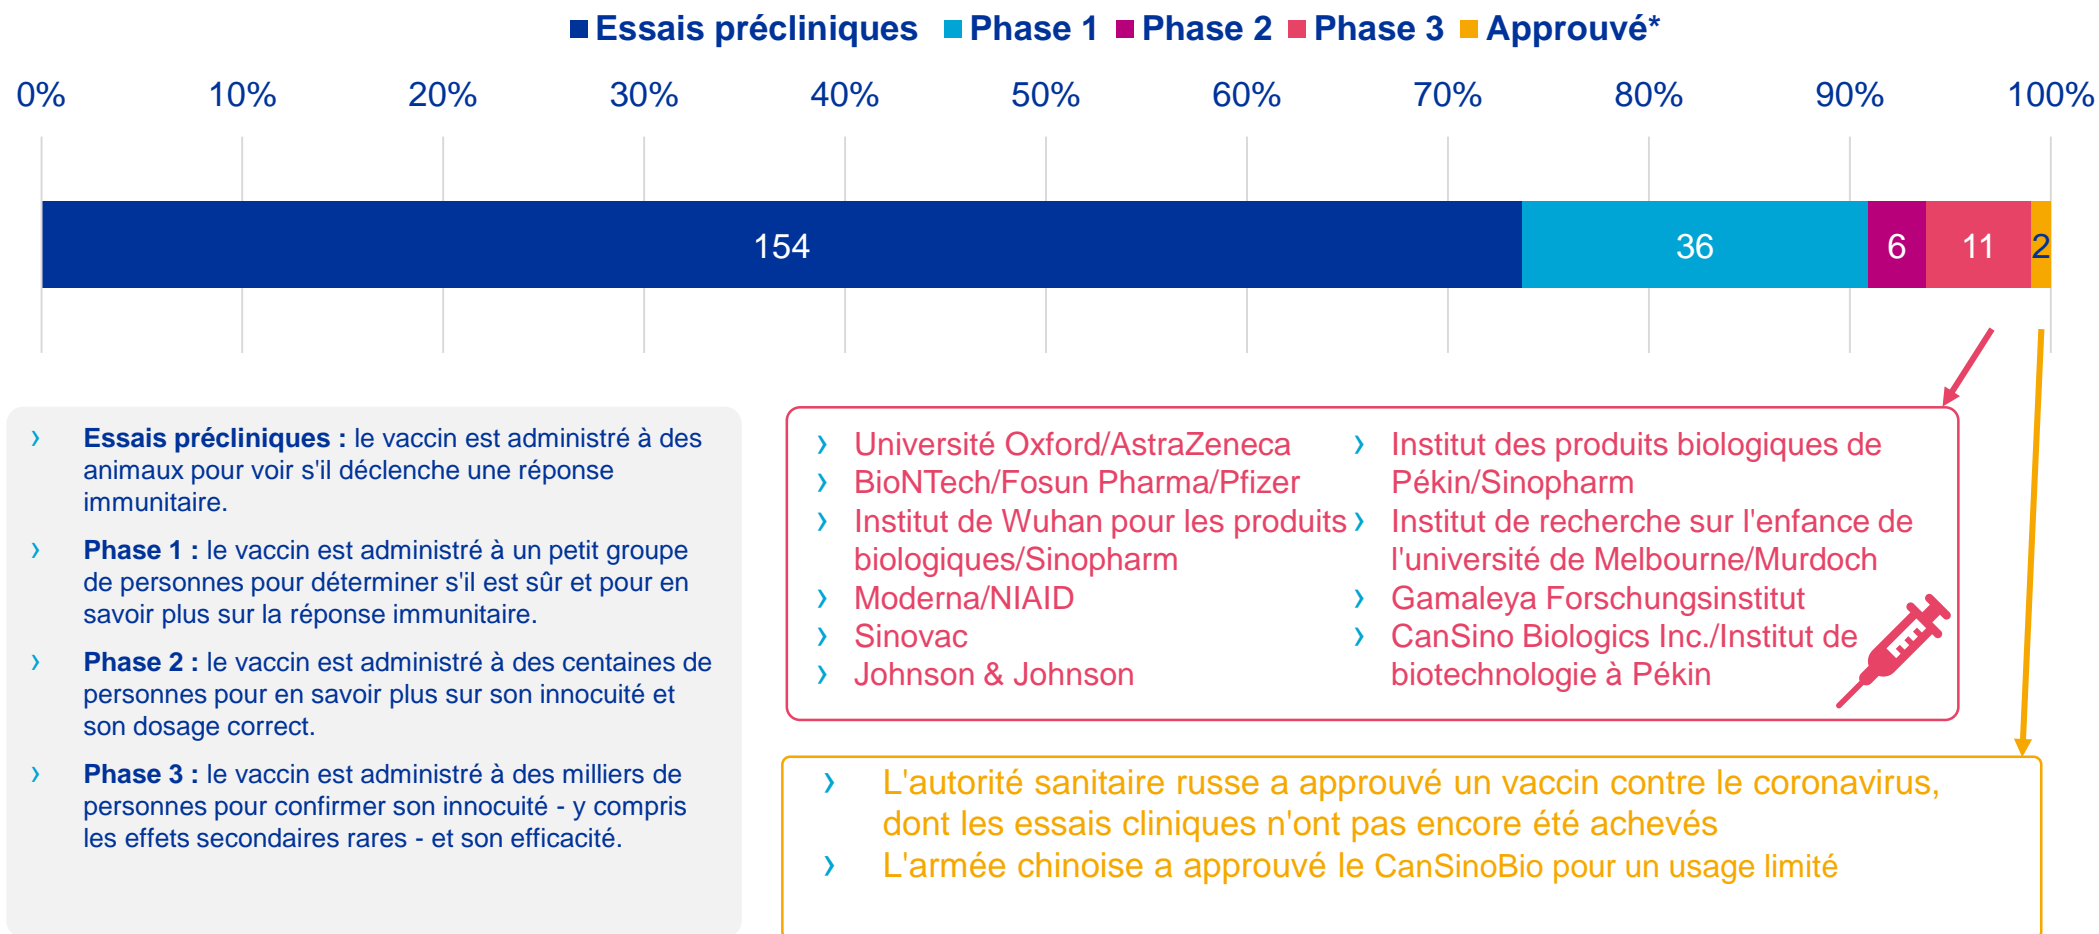 Essais précliniques Phase 1 Phase 2 Phase 3 Approuvé*
0% 10% 20% 30% 40% 50% 60% 70% 80% 90% 100%
154 36 6 11 2
› Essais précliniques : le vaccin est administré à des
animaux pour voir s'il déclenche une réponse
immunitaire.
› Phase 1 : le vaccin est administré à un petit groupe
de personnes pour déterminer s'il est sûr et pour en
savoir plus sur la réponse immunitaire.
› Phase 2 : le vaccin est administré à des centaines de
personnes pour en savoir plus sur son innocuité et
son dosage correct.
› Phase 3 : le vaccin est administré à des milliers de
personnes pour confirmer son innocuité - y compris
les effets secondaires rares - et son efficacité.
› Université Oxford/AstraZeneca
› BioNTech/Fosun Pharma/Pfizer
› Institut de Wuhan pour les produits
biologiques/Sinopharm
› Moderna/NIAID
› Sinovac
› Johnson & Johnson
› Institut des produits biologiques de
Pékin/Sinopharm
› Institut de recherche sur l'enfance de
l'université de Melbourne/Murdoch
› Gamaleya Forschungsinstitut
› CanSino Biologics Inc./Institut de
biotechnologie à Pékin
› L'autorité sanitaire russe a approuvé un vaccin contre le coronavirus,
dont les essais cliniques n'ont pas encore été achevés
› L'armée chinoise a approuvé le CanSinoBio pour un usage limité